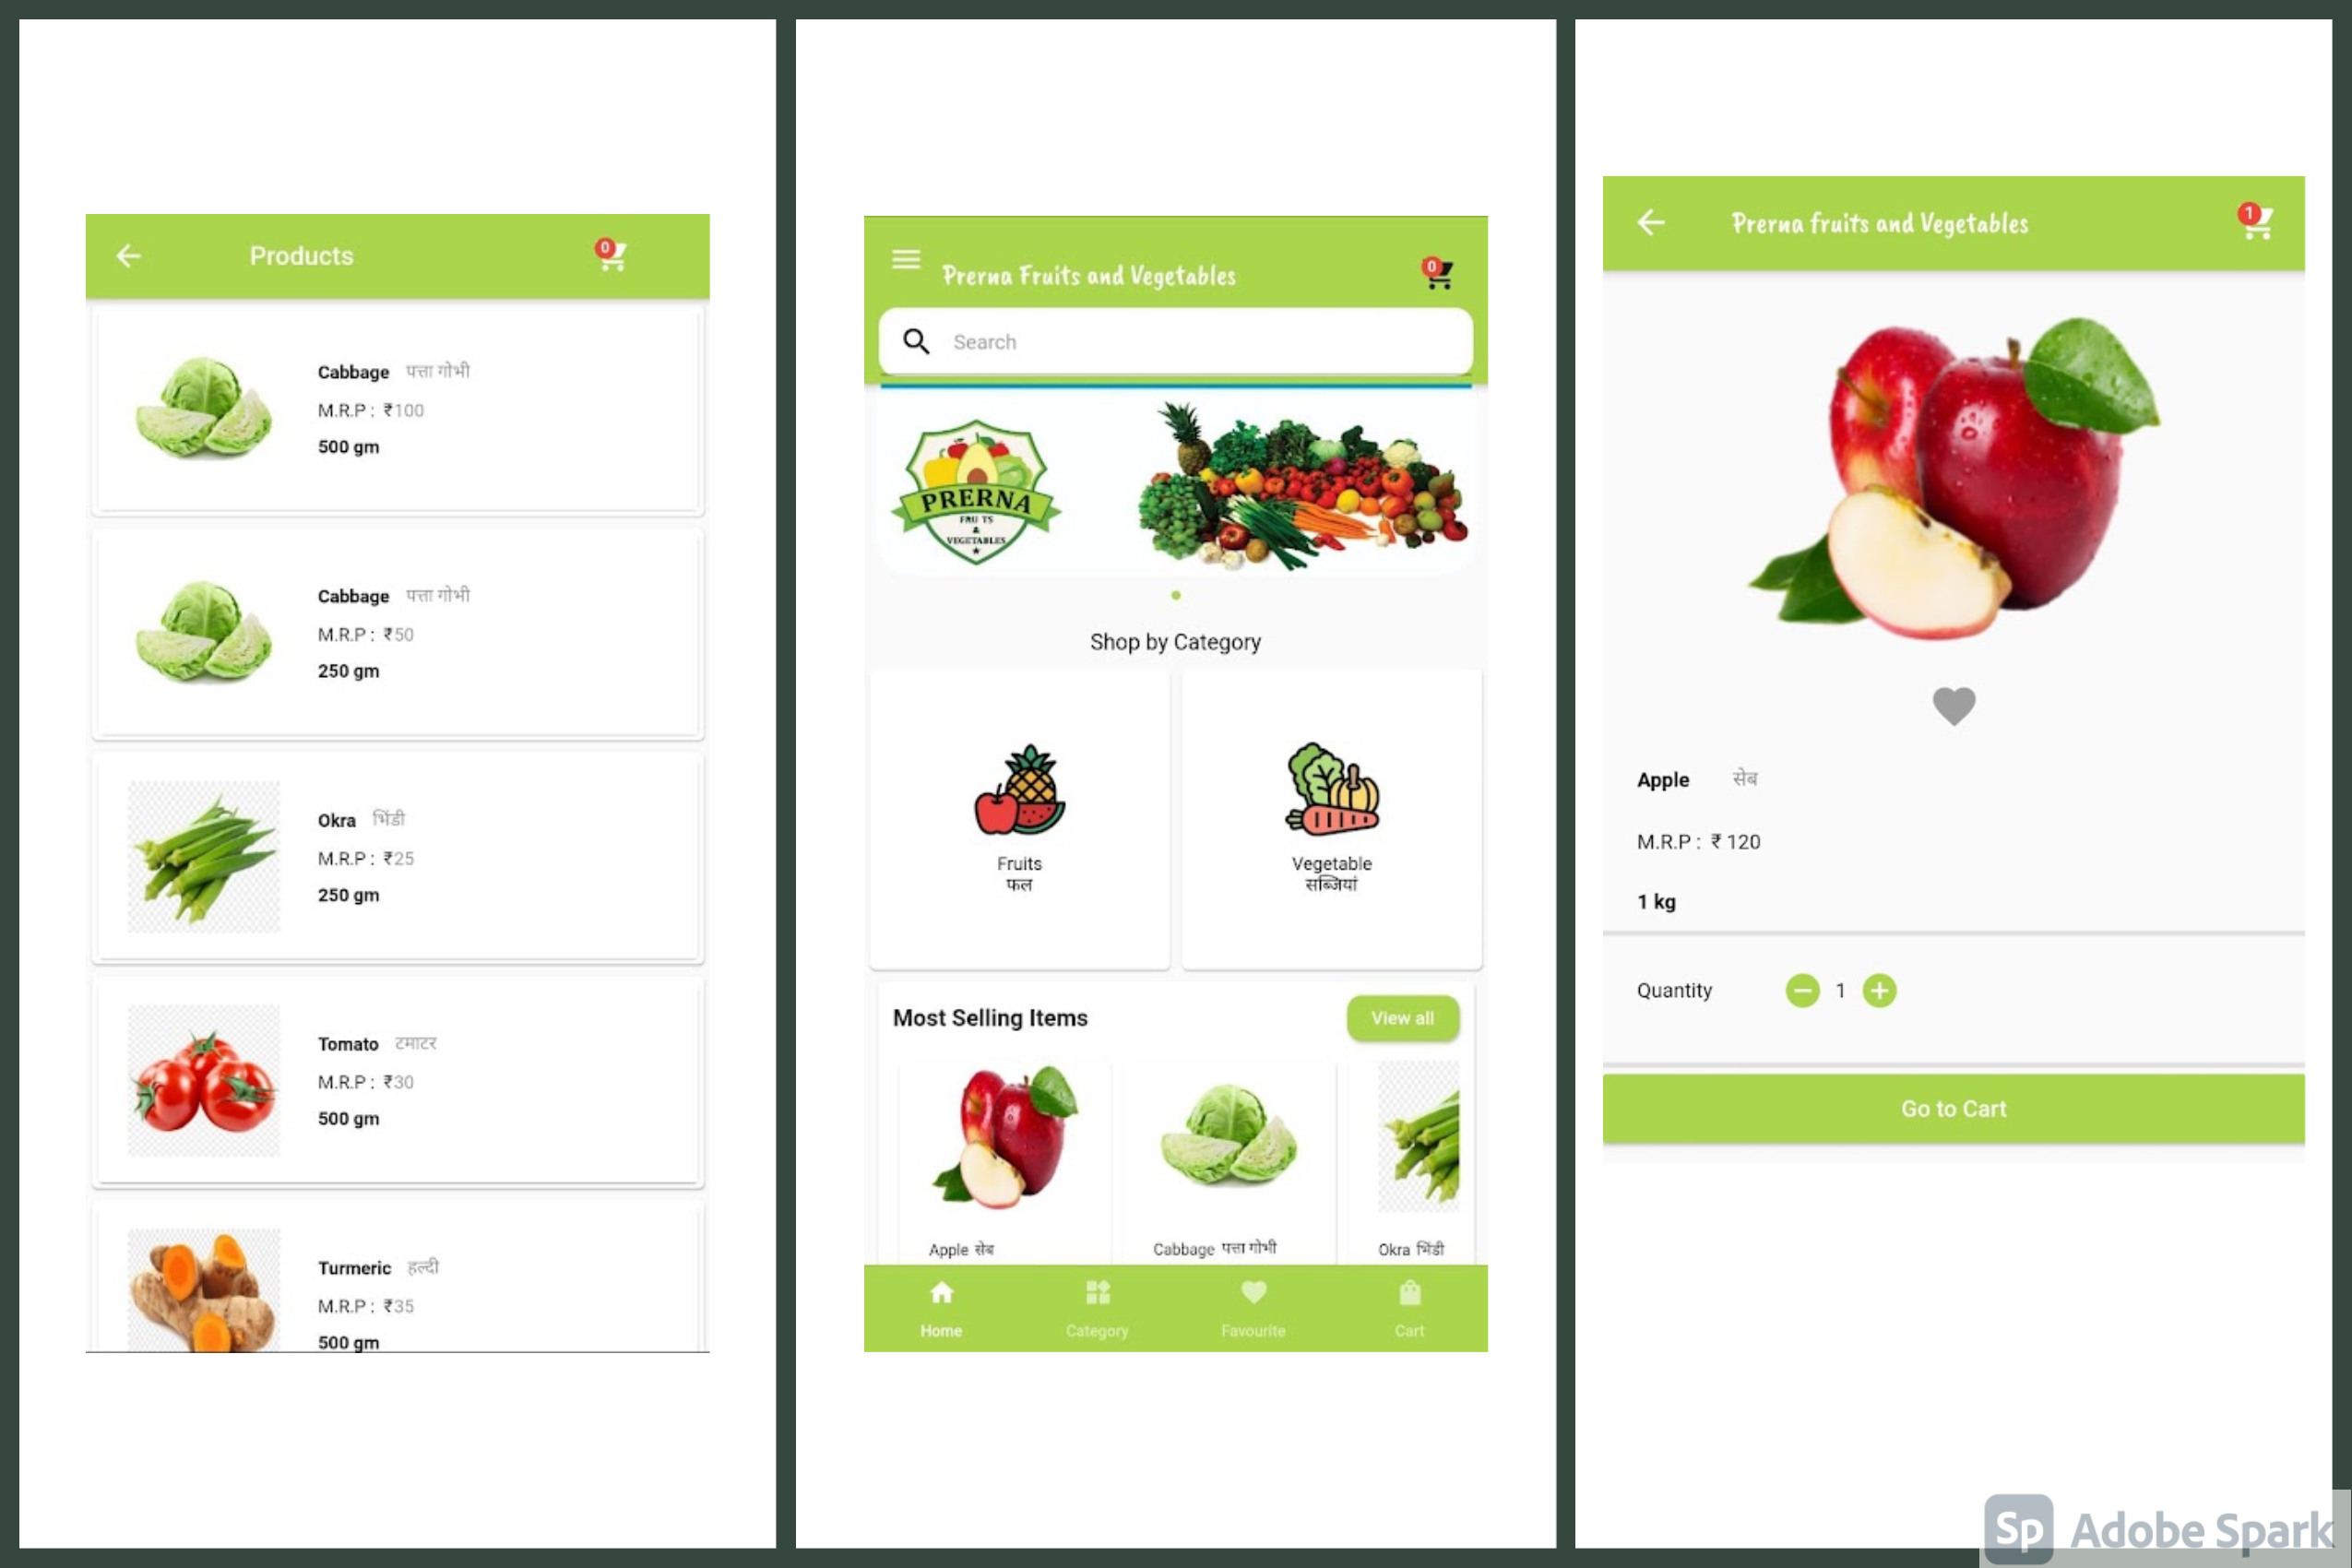 Products
0
Cabbage पत्ता गोभी
M.R.P : ₹100
500 gm
Cabbage पत्ता गोभी
M.R.P : ₹50
250 gm
Okra भिंडी
M.R.P : ₹25
250 gm
Tomato टमाटर
M.R.P : ₹30
500 gm
Turmeric हल्दी
M.R.P : ₹35
500 gm
Prerna Fruits and Vegetables
0
Search
PRERNA
FRU TS
&
VEGETABLES
Shop by Category
Fruits
फल
Vegetable
सब्जियां
Most Selling Items
View all
Apple सेब
Cabbage पत्ता गोभी
Okra भिंडी
Home
Category
Favourite
Cart
Prerna fruits and Vegetables
1
Apple सेब
M.R.P : ₹ 120
1 kg
Quantity
1
Go to Cart
Sp Adobe Spark